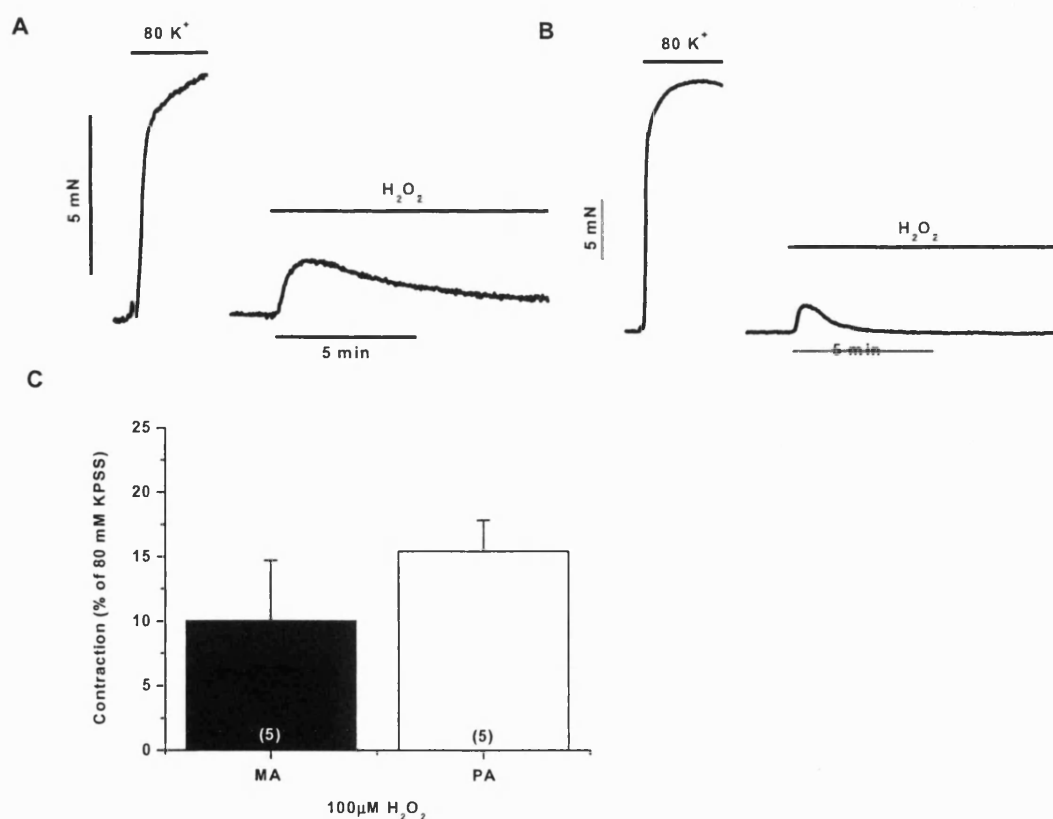 A
80 K⁺
5 mN
H₂O₂
5 min
B
80 K⁺
5 mN
H₂O₂
5 min
C
Contraction (% of 80 mM KPSS)
25
20
15
10
5
0
(5)
(5)
MA
PA
100µM H₂O₂